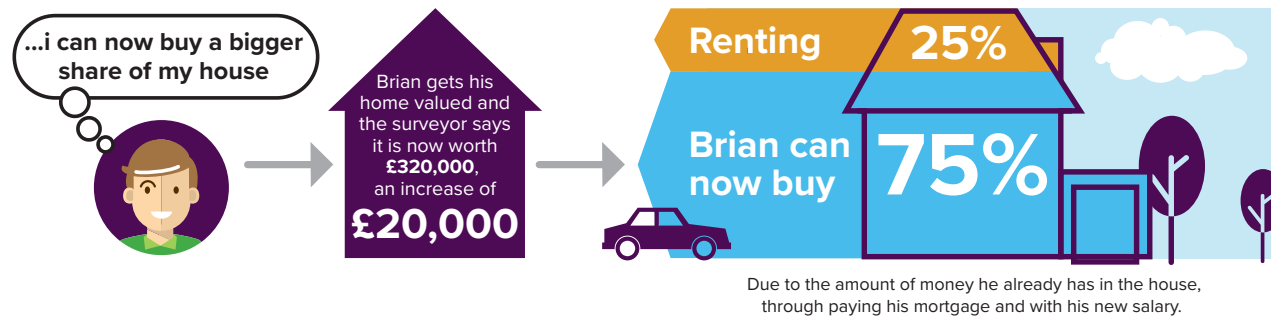 ...i can now buy a bigger
share of my house
Brian gets his
home valued and
the surveyor says
it is now worth
£320,000,
an increase of
£20,000
Renting
25%
Brian can
now buy
75%
Due to the amount of money he already has in the house,
through paying his mortgage and with his new salary.